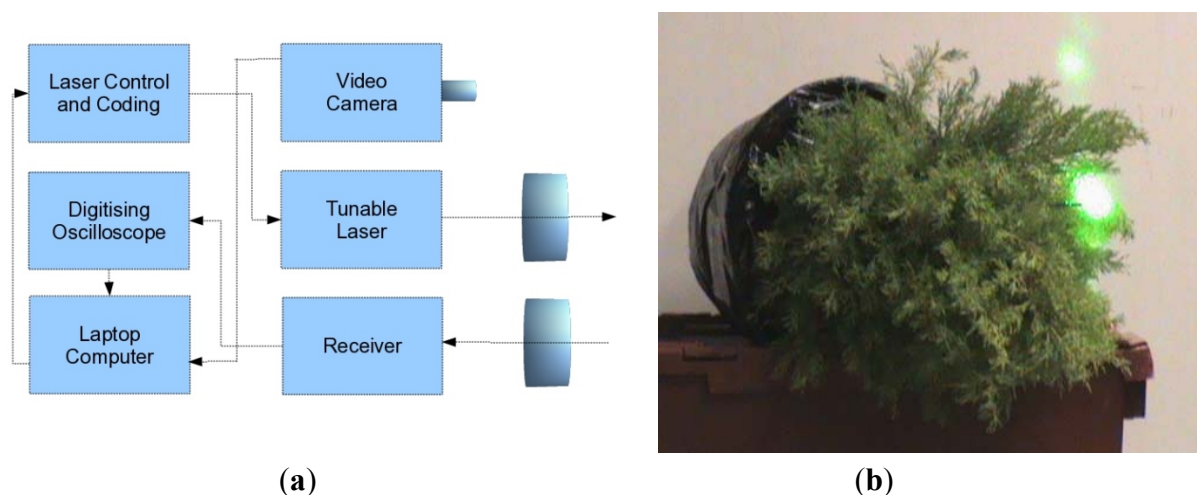 Laser Control
and Coding
Video
Camera
Digitising
Oscilloscope
Tunable
Laser
Laptop
Computer
Receiver
(a)
(b)